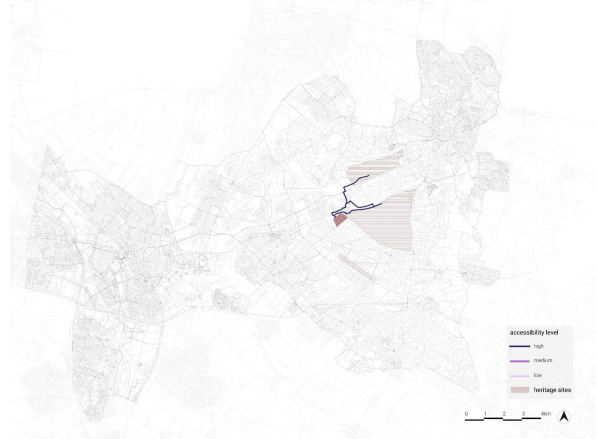 accessibility level
high
medium
low
heritage sites
0 1 2 3 4km